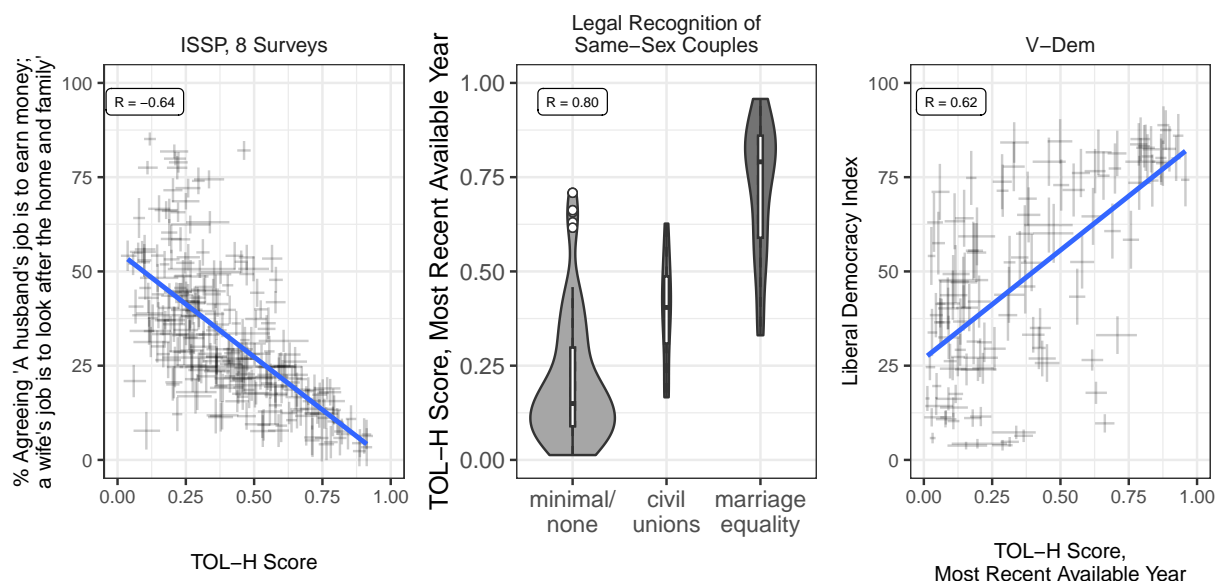 ISSP, 8 Surveys
% Agreeing 'A husband's job is to earn money;
a wife's job is to look after the home and family'
100
75
50
25
0
R = −0.64
0.00 0.25 0.50 0.75 1.00
TOL−H Score
Legal Recognition of
Same−Sex Couples
TOL−H Score, Most Recent Available Year
1.00
0.75
0.50
0.25
0.00
R = 0.80
minimal/
none
civil
unions
marriage
equality
V−Dem
Liberal Democracy Index
100
75
50
25
0
R = 0.62
0.00 0.25 0.50 0.75 1.00
TOL−H Score,
Most Recent Available Year